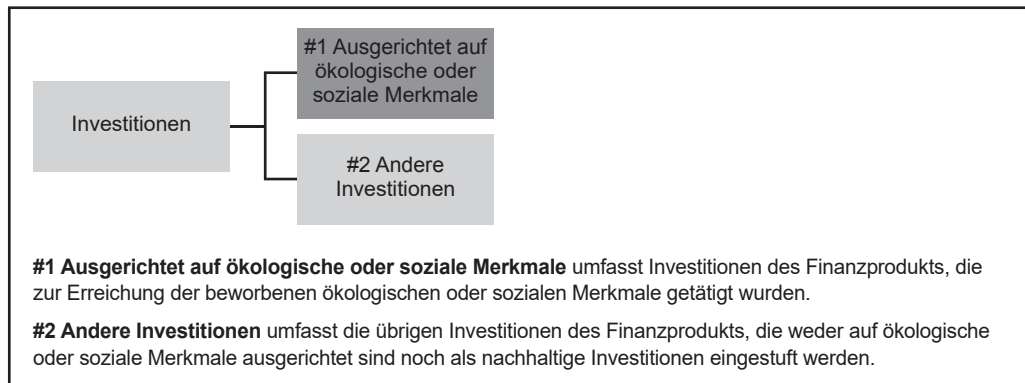 #1 Ausgerichtet auf
ökologische oder
soziale Merkmale
Investitionen
#2 Andere
Investitionen
#1 Ausgerichtet auf ökologische oder soziale Merkmale umfasst Investitionen des Finanzprodukts, die
zur Erreichung der beworbenen ökologischen oder sozialen Merkmale getätigt wurden.
#2 Andere Investitionen umfasst die übrigen Investitionen des Finanzprodukts, die weder auf ökologische
oder soziale Merkmale ausgerichtet sind noch als nachhaltige Investitionen eingestuft werden.